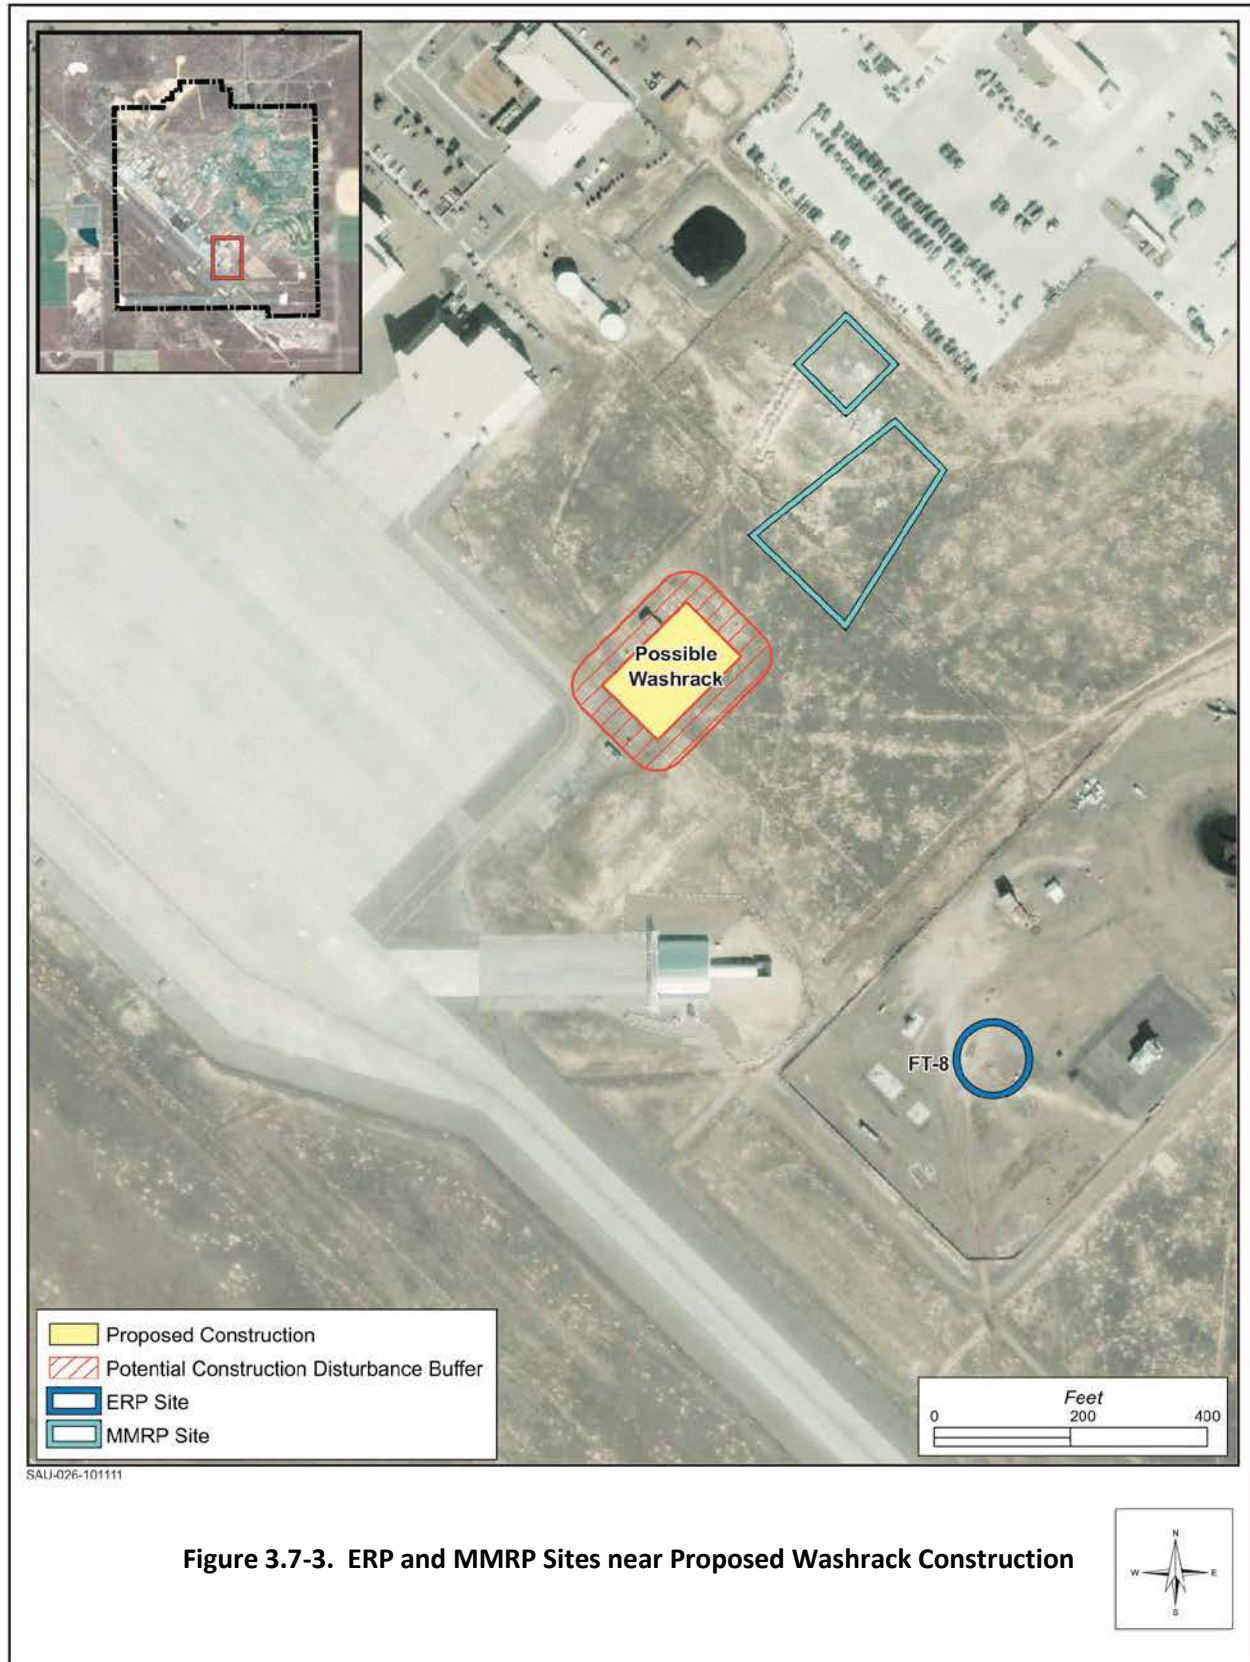 Possible
Washrack
FT-8
Proposed Construction
Potential Construction Disturbance Buffer
ERP Site
MMRP Site
Feet
0 200 400
SAU-026-101111
Figure 3.7-3. ERP and MMRP Sites near Proposed Washrack Construction
N
W E
S